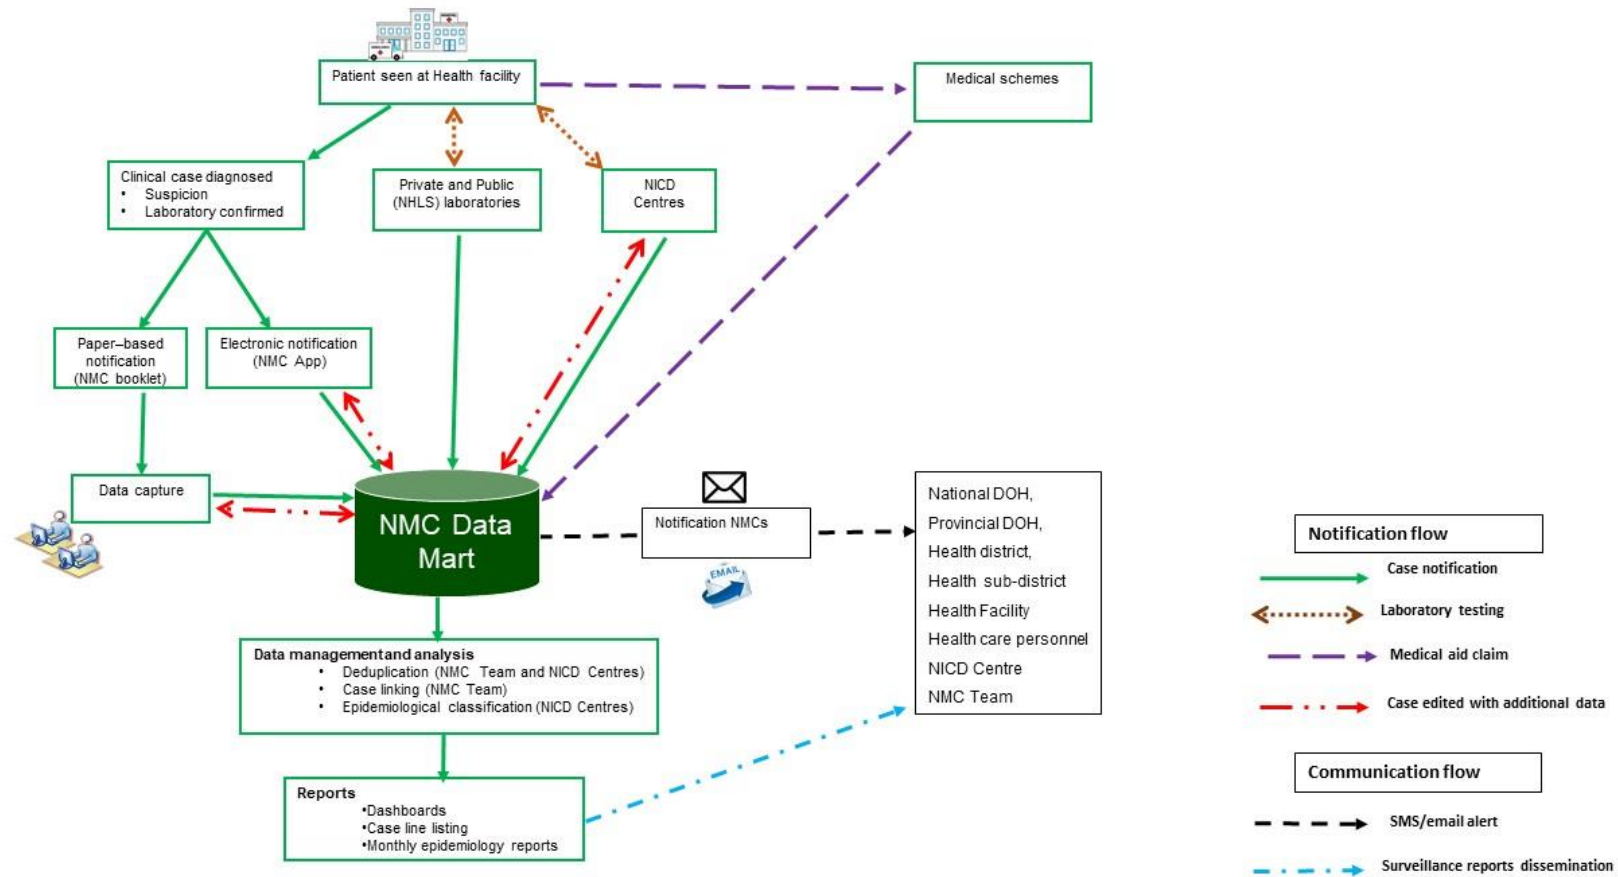 Patient seen at Health facility
Medical schemes
Clinical case diagnosed
• Suspicion
• Laboratory confirmed
Private and Public
(NHLS) laboratories
NICD
Centres
Paper–based
notification
(NMC booklet)
Electronic notification
(NMC App)
Data capture
NMC Data
Mart
Notification NMCs
EMAIL
National DOH,
Provincial DOH,
Health district,
Health sub-district
Health Facility
Health care personnel
NICD Centre
NMC Team
Data management and analysis
• Deduplication (NMC Team and NICD Centres)
• Case linking (NMC Team)
• Epidemiological classification (NICD Centres)
Reports
•Dashboards
•Case line listing
•Monthly epidemiology reports
Notification flow
Case notification
Laboratory testing
Medical aid claim
Case edited with additional data
Communication flow
SMS/email alert
Surveillance reports dissemination